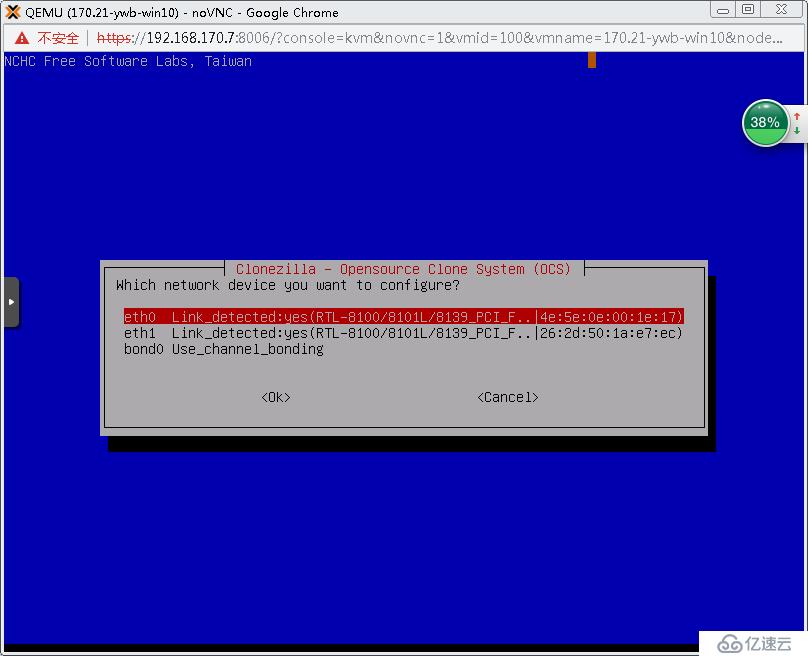 QEMU (170.21-ywb-win10) - noVNC - Google Chrome
不安全 | https://192.168.170.7:8006/?console=kvm&novnc=1&vmid=100&vmname=170.21-ywb-win10&node...
NCHC Free Software Labs, Taiwan
38%
Clonezilla - Opensource Clone System (OCS)
Which network device you want to configure?
eth0 Link_detected:yes(RTL-8100/8101L/8139_PCI_F..|4e:5e:0e:00:1e:17)
eth1 Link_detected:yes(RTL-8100/8101L/8139_PCI_F..|26:2d:50:1a:e7:ec)
bond0 Use_channel_bonding
<Ok> <Cancel>
亿速云